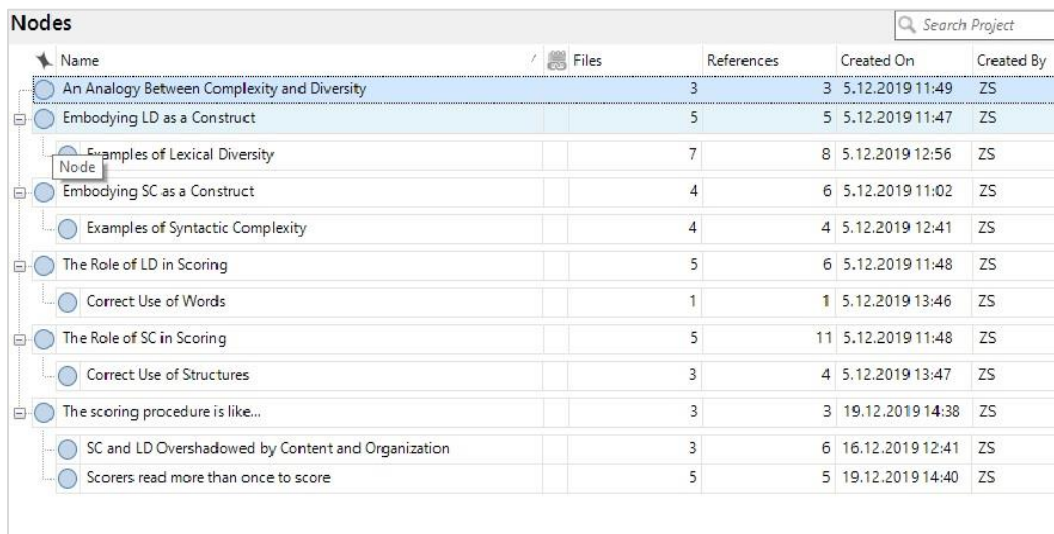 Nodes
Search Project
Name Files References Created On Created By
An Analogy Between Complexity and Diversity 3 3 5.12.2019 11:49 ZS
Embodying LD as a Construct 5 5 5.12.2019 11:47 ZS
Examples of Lexical Diversity 7 8 5.12.2019 12:56 ZS
Node
Embodying SC as a Construct 4 6 5.12.2019 11:02 ZS
Examples of Syntactic Complexity 4 4 5.12.2019 12:41 ZS
The Role of LD in Scoring 5 6 5.12.2019 11:48 ZS
Correct Use of Words 1 1 5.12.2019 13:46 ZS
The Role of SC in Scoring 5 11 5.12.2019 11:48 ZS
Correct Use of Structures 3 4 5.12.2019 13:47 ZS
The scoring procedure is like... 3 3 19.12.2019 14:38 ZS
SC and LD Overshadowed by Content and Organization 3 6 16.12.2019 12:41 ZS
Scorers read more than once to score 5 5 19.12.2019 14:40 ZS